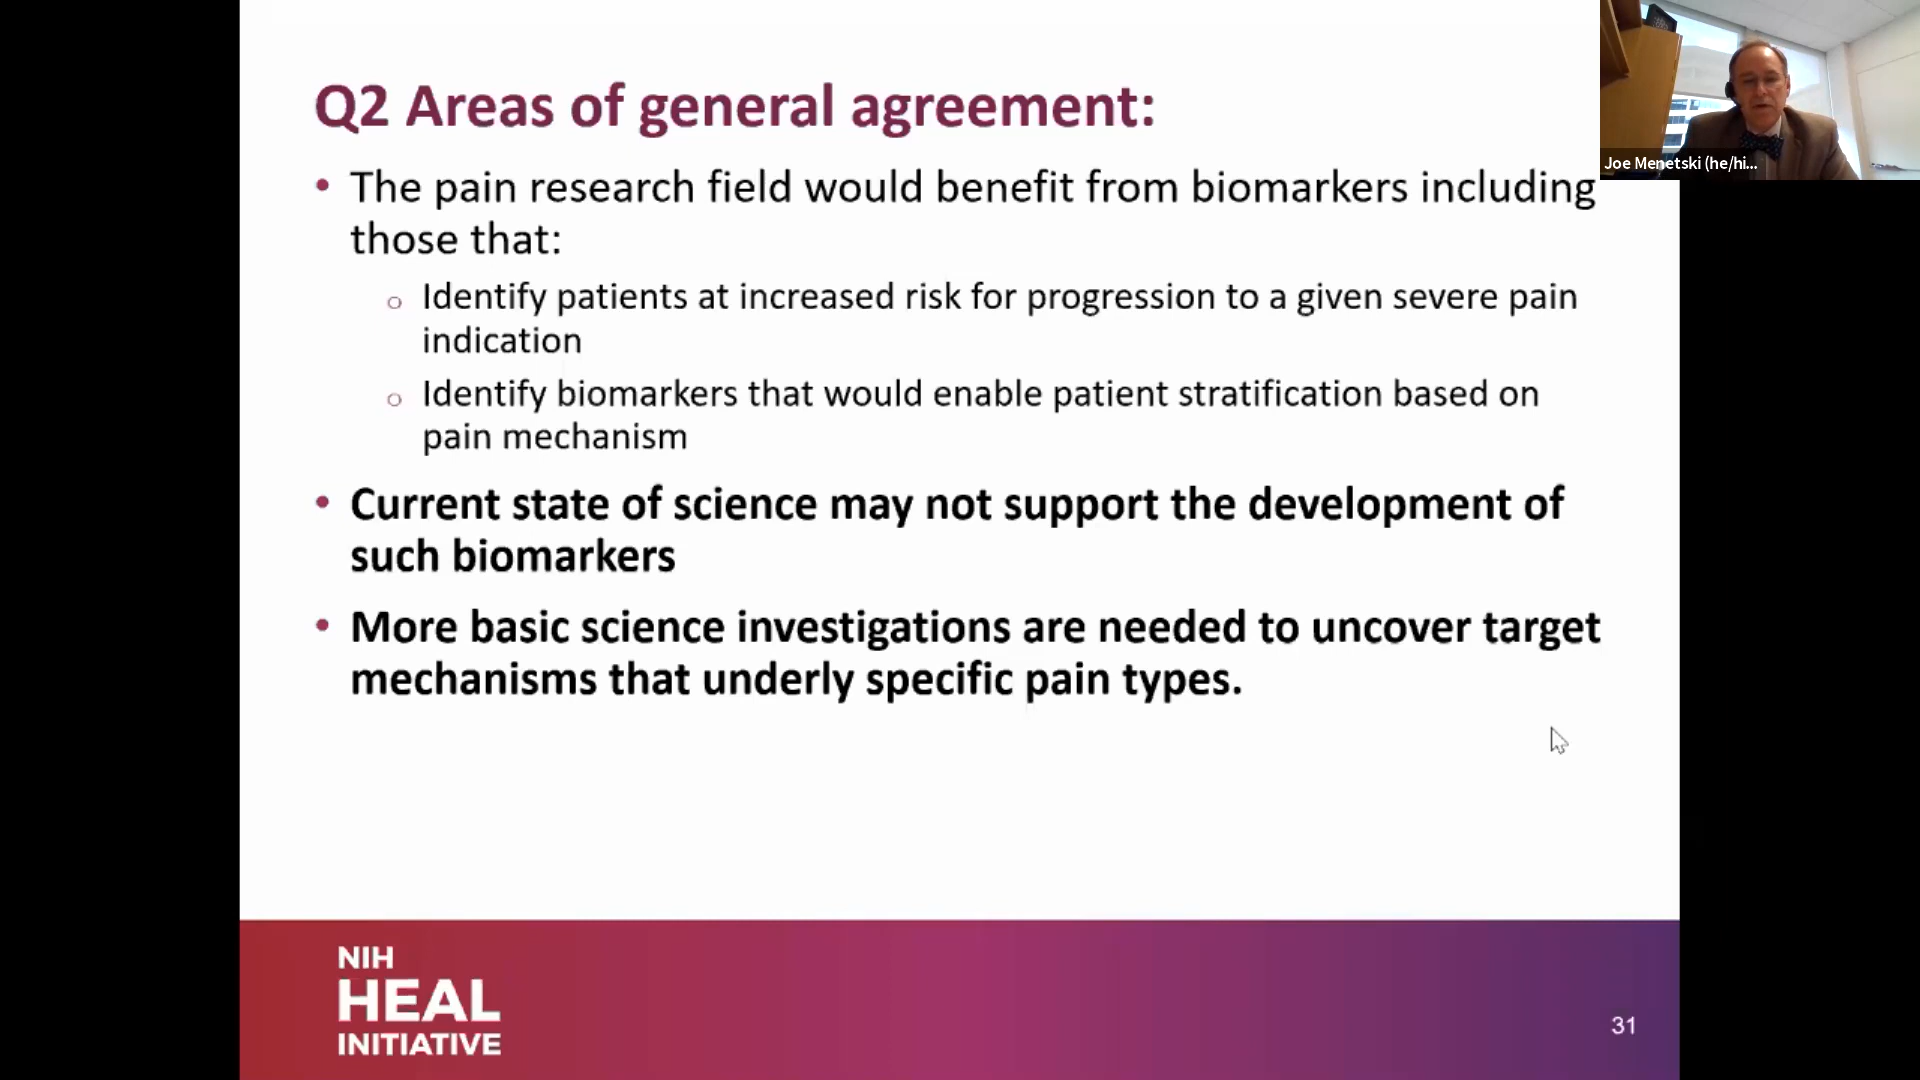 Q2 Areas of general agreement:
• The pain research field would benefit from biomarkers including
those that:
o Identify patients at increased risk for progression to a given severe pain
indication
o Identify biomarkers that would enable patient stratification based on
pain mechanism
• Current state of science may not support the development of
such biomarkers
• More basic science investigations are needed to uncover target
mechanisms that underly specific pain types.
Joe Menetski (he/hi...
NIH
HEAL
INITIATIVE
31